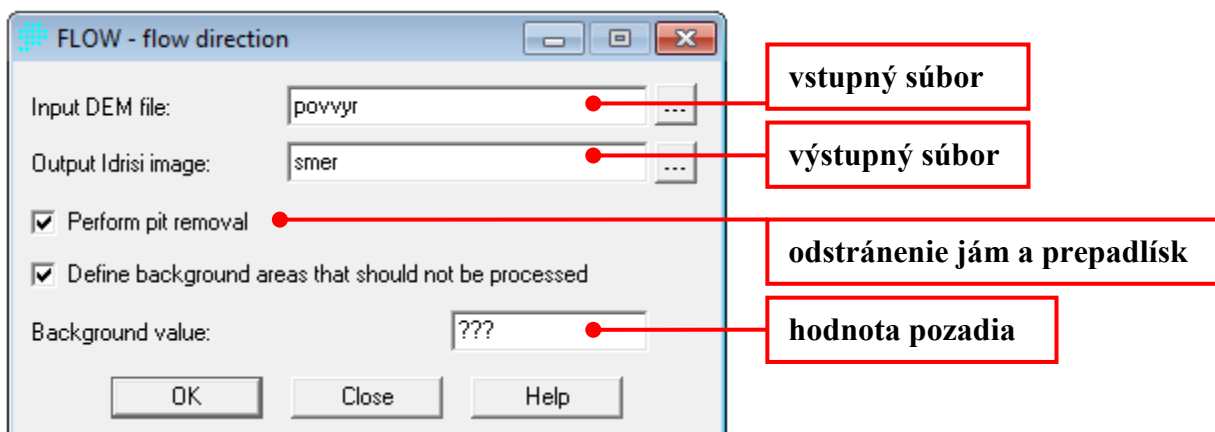 FLOW - flow direction
vstupný súbor
Input DEM file:
povvyr
...
výstupný súbor
Output Idrisi image:
smer
...
Perform pit removal
odstránenie jám a prepadlísk
Define background areas that should not be processed
Background value:
???
hodnota pozadia
OK
Close
Help